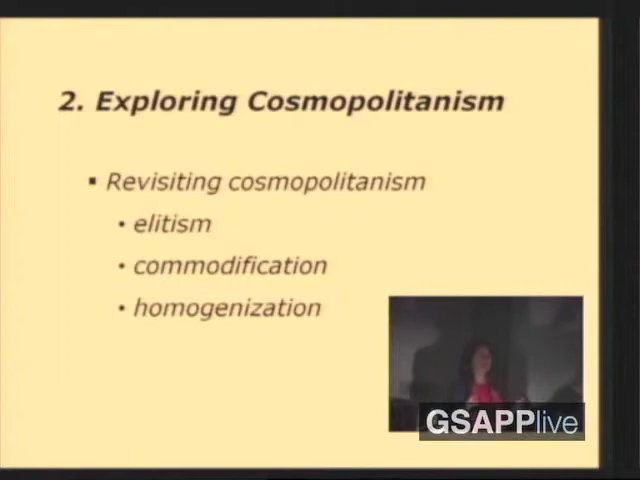 2. Exploring Cosmopolitanism
▪ Revisiting cosmopolitanism
• elitism
• commodification
• homogenization
GSAPPlive